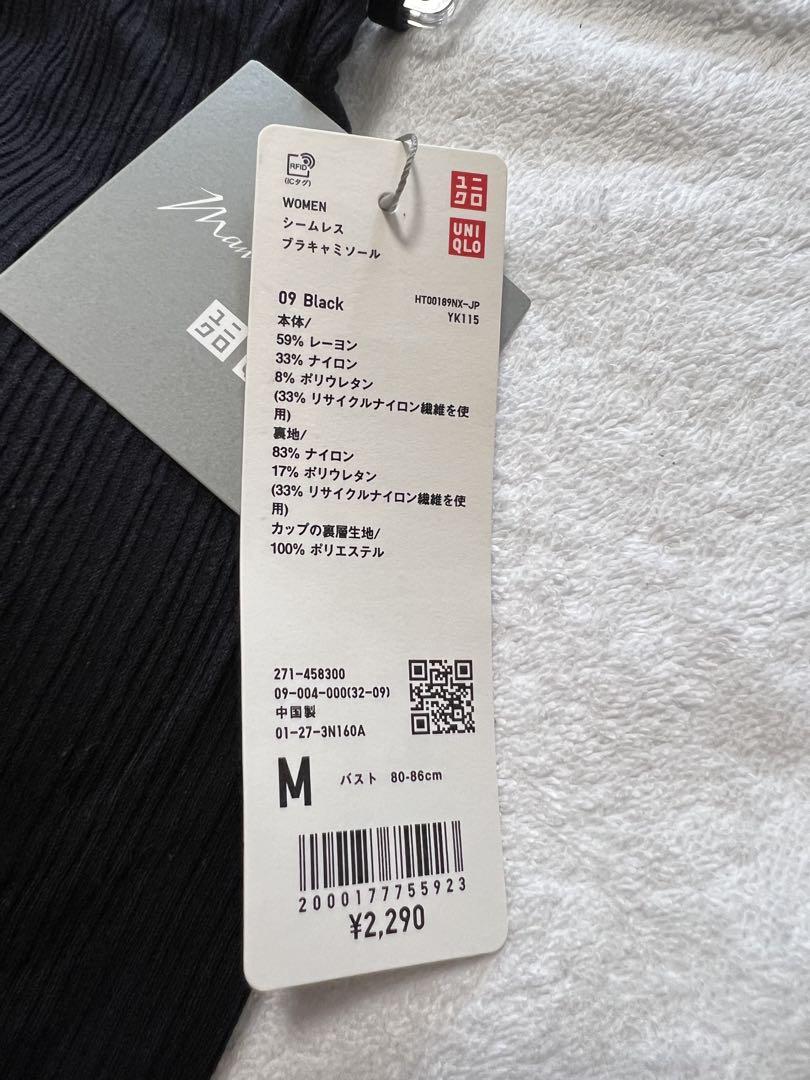 RFID
(ICタグ)
ユニ
クロ
UNI
QLO
WOMEN
シームレス
ブラキャミソール
09 Black
HT00189NX-JP
YK115
本体/
59% レーヨン
33% ナイロン
8% ポリウレタン
(33% リサイクルナイロン繊維を使
用)
裏地/
83% ナイロン
17% ポリウレタン
(33% リサイクルナイロン繊維を使
用)
カップの裏層生地/
100% ポリエステル
271-458300
09-004-000(32-09)
中国製
01-27-3N160A
M バスト 80-86cm
2000177755923
¥2,290
ユニ
クロ